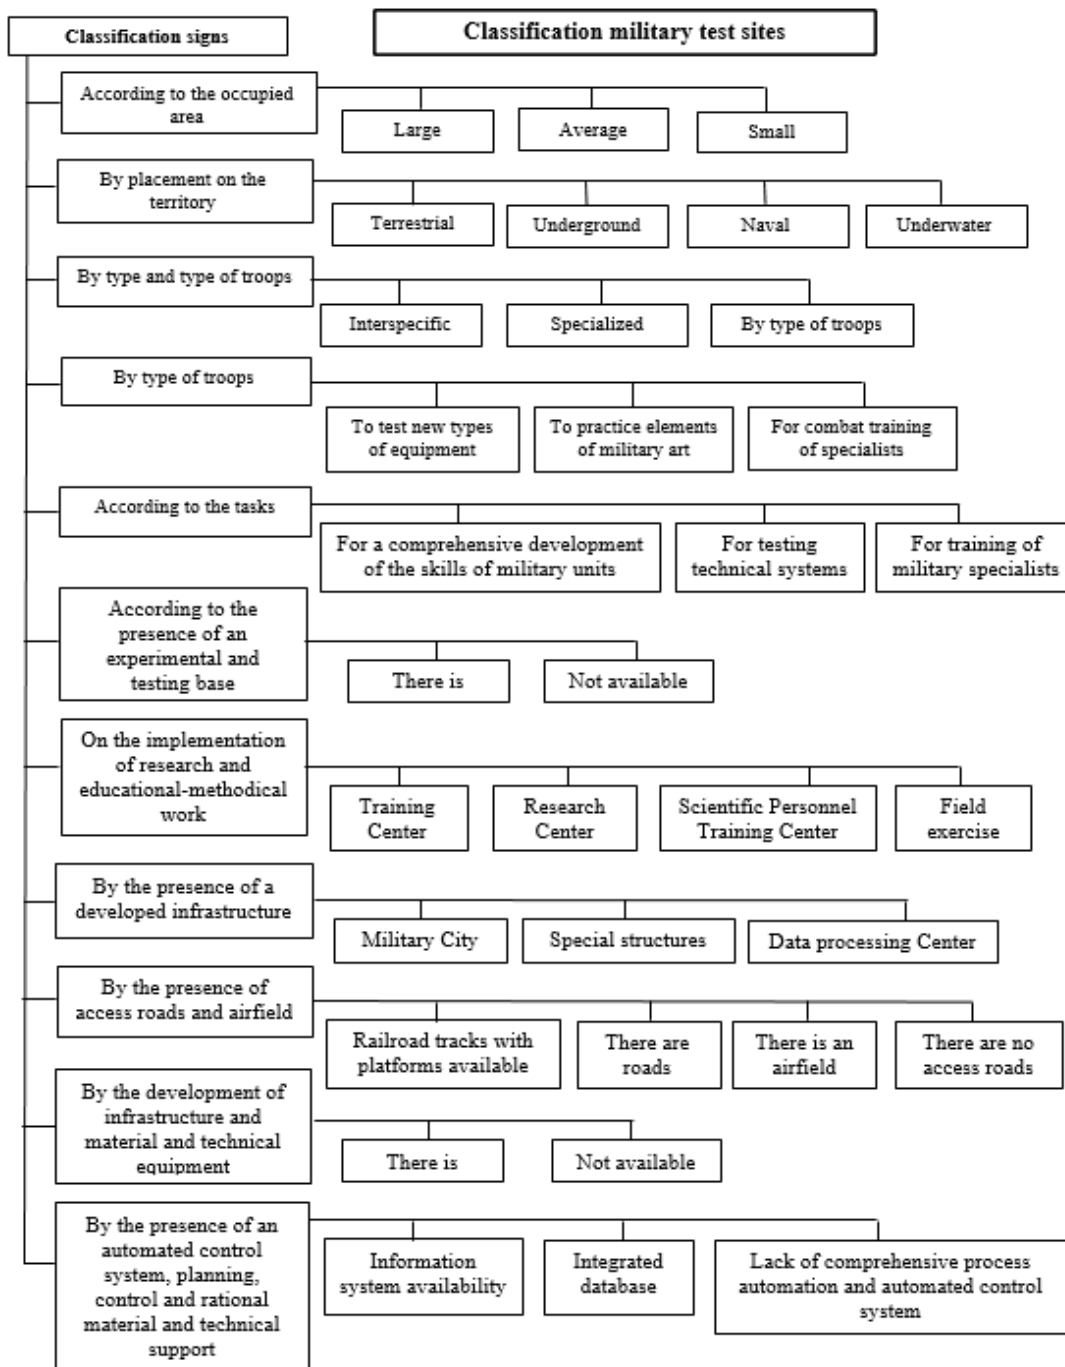 Classification signs
Classification military test sites
According to the occupied
area
Large
Average
Small
By placement on the
territory
Terrestrial
Underground
Naval
Underwater
By type and type of troops
Interspecific
Specialized
By type of troops
By type of troops
To test new types
of equipment
To practice elements
of military art
For combat training
of specialists
According to the tasks
For a comprehensive development
of the skills of military units
For testing
technical systems
For training of
military specialists
According to the
presence of an
experimental and
testing base
There is
Not available
On the implementation
of research and
educational-methodical
work
Training
Center
Research
Center
Scientific Personnel
Training Center
Field
exercise
By the presence of a
developed infrastructure
Military City
Special structures
Data processing Center
By the presence of
access roads and airfield
Railroad tracks with
platforms available
There are
roads
There is an
airfield
There are no
access roads
By the development of
infrastructure and
material and technical
equipment
There is
Not available
By the presence of an
automated control
system, planning,
control and rational
material and technical
support
Information
system availability
Integrated
database
Lack of comprehensive process
automation and automated control
system